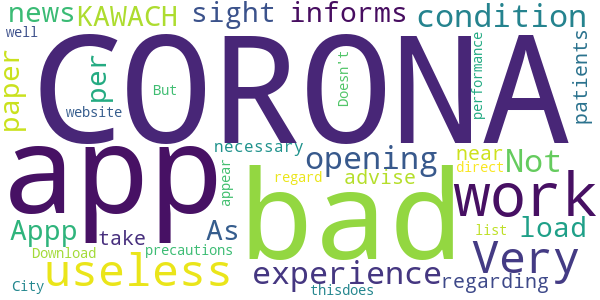 news KAWACH sight informs condition
well
CORONA
paper
per
But
website
Doesn't
performance
patients
app
necessary
opening
near Not
bad
appear
regard advise
direct
work
Appp take As
list load
Download
precautions
Very
useless experience regarding
City
thisdoes